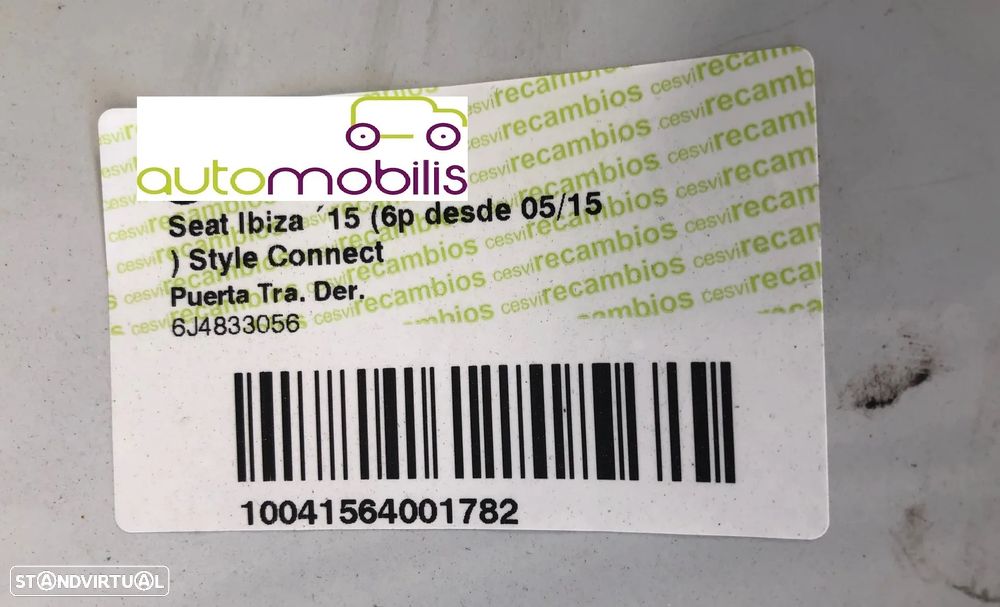 automobilis
Seat Ibiza ´15 (6p desde 05/15
) Style Connect
Puerta Tra. Der.
6J4833056
10041564001782
cesvirecambios
STANDVIRTUAL